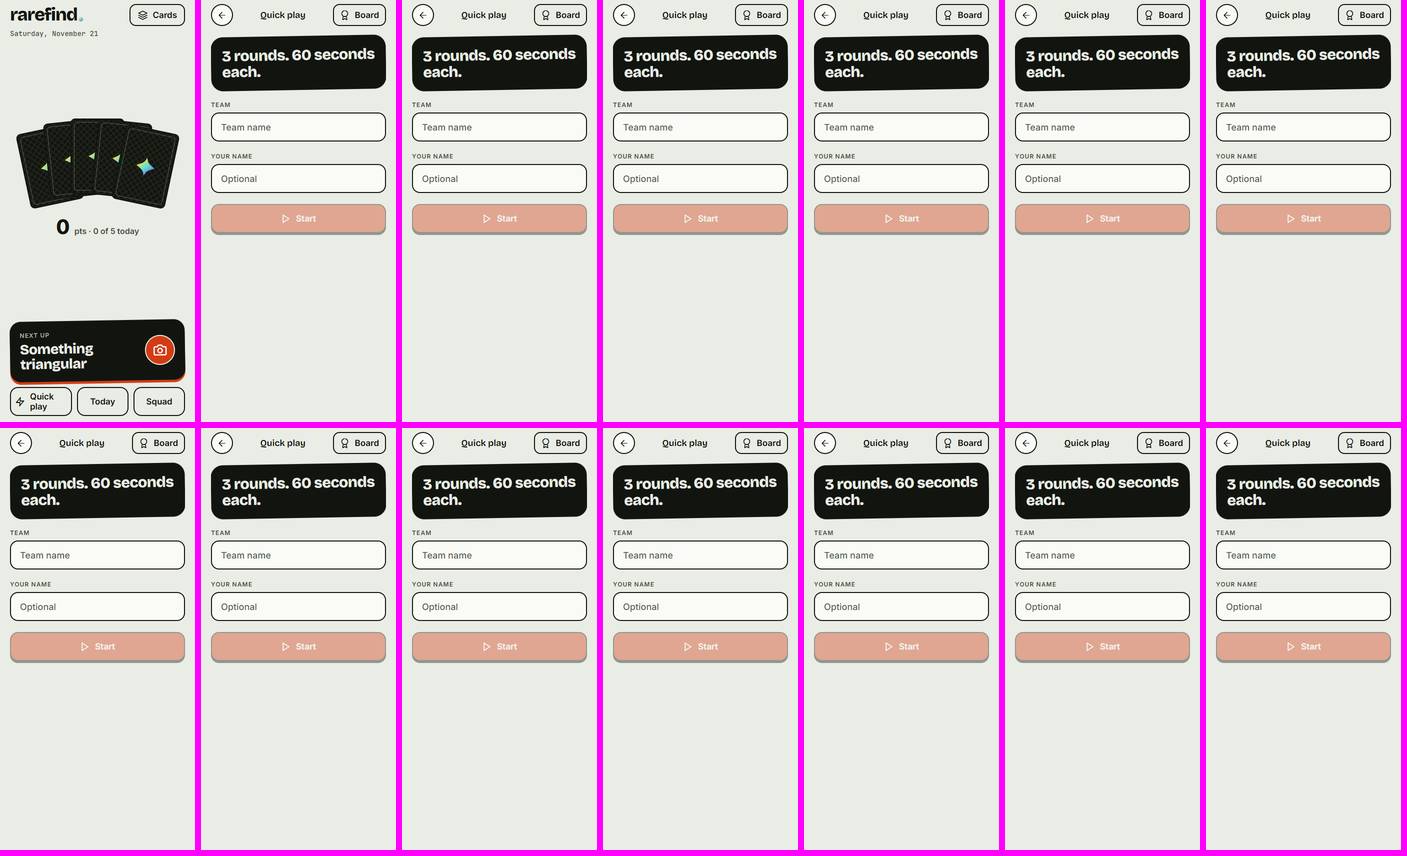 rarefind.
Cards
Saturday, November 21
0 pts · 0 of 5 today
NEXT UP
Something
triangular
Quick
play
Today
Squad
Quick play
Board
3 rounds. 60 seconds
each.
TEAM
Team name
YOUR NAME
Optional
Start
Quick play
Board
3 rounds. 60 seconds
each.
TEAM
Team name
YOUR NAME
Optional
Start
Quick play
Board
3 rounds. 60 seconds
each.
TEAM
Team name
YOUR NAME
Optional
Start
Quick play
Board
3 rounds. 60 seconds
each.
TEAM
Team name
YOUR NAME
Optional
Start
Quick play
Board
3 rounds. 60 seconds
each.
TEAM
Team name
YOUR NAME
Optional
Start
Quick play
Board
3 rounds. 60 seconds
each.
TEAM
Team name
YOUR NAME
Optional
Start
Quick play
Board
3 rounds. 60 seconds
each.
TEAM
Team name
YOUR NAME
Optional
Start
Quick play
Board
3 rounds. 60 seconds
each.
TEAM
Team name
YOUR NAME
Optional
Start
Quick play
Board
3 rounds. 60 seconds
each.
TEAM
Team name
YOUR NAME
Optional
Start
Quick play
Board
3 rounds. 60 seconds
each.
TEAM
Team name
YOUR NAME
Optional
Start
Quick play
Board
3 rounds. 60 seconds
each.
TEAM
Team name
YOUR NAME
Optional
Start
Quick play
Board
3 rounds. 60 seconds
each.
TEAM
Team name
YOUR NAME
Optional
Start
Quick play
Board
3 rounds. 60 seconds
each.
TEAM
Team name
YOUR NAME
Optional
Start